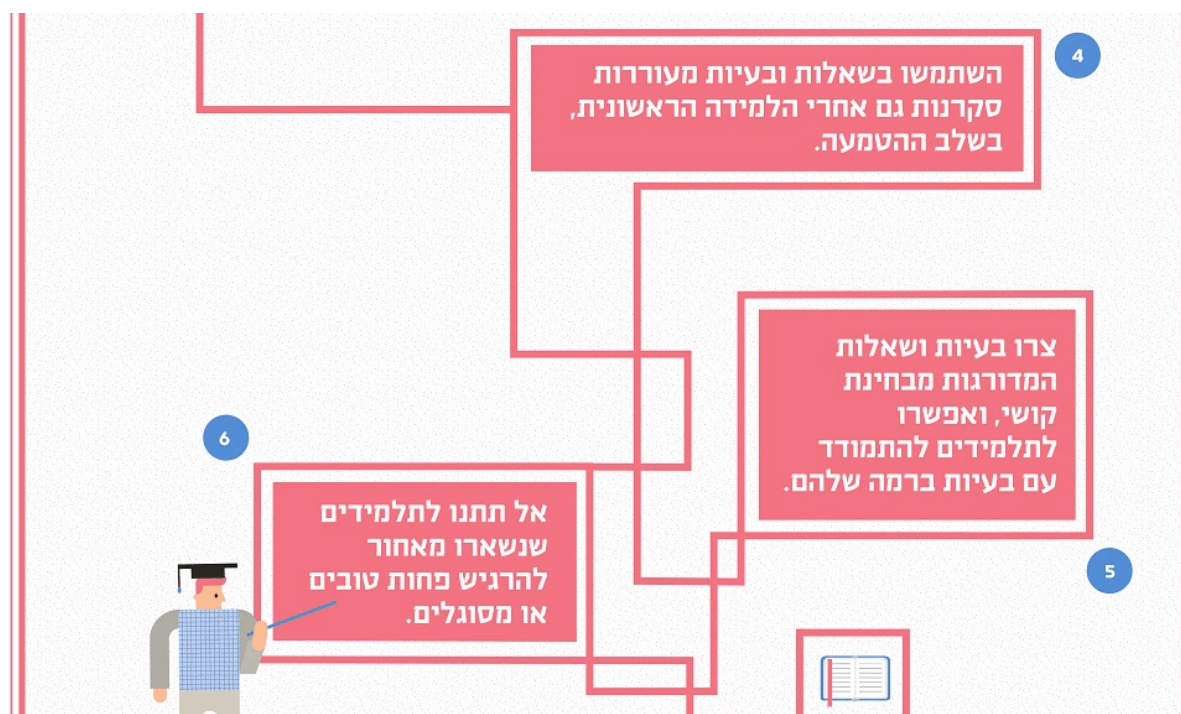 4
השתמשו בשאלות ובעיות מעוררות
סקרנות גם אחרי הלמידה הראשונית,
בשלב ההטמעה.
5
צרו בעיות ושאלות
המדורגות מבחינת
קושי, ואפשרו
לתלמידים להתמודד
עם בעיות ברמה שלהם.
6
אל תתנו לתלמידים
שנשארו מאחור
להרגיש פחות טובים
או מסוגלים.